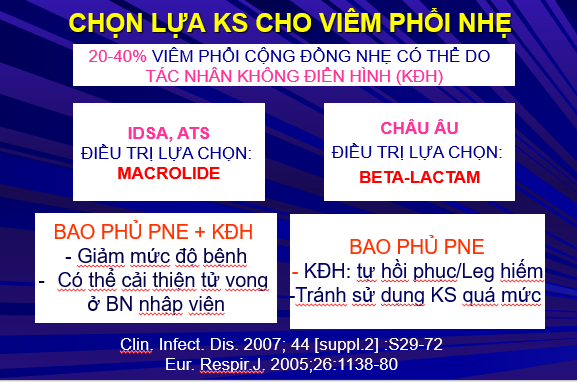 CHỌN LỰA KS CHO VIÊM PHỔI NHẸ
20-40% VIÊM PHỔI CỘNG ĐỒNG NHẸ CÓ THỂ DO
TÁC NHÂN KHÔNG ĐIỂN HÌNH (KĐH)
IDSA, ATS
ĐIỀU TRỊ LỰA CHỌN:
MACROLIDE
CHÂU ÂU
ĐIỀU TRỊ LỰA CHỌN:
BETA-LACTAM
BAO PHỦ PNE + KĐH
- Giảm mức độ bệnh
- Có thể cải thiện tử vong
ở BN nhập viện
BAO PHỦ PNE
- KĐH: tự hồi phục/Leg hiếm
-Tránh sử dụng KS quá mức
Clin. Infect. Dis. 2007; 44 [suppl.2] :S29-72
Eur. Respir.J. 2005;26:1138-80